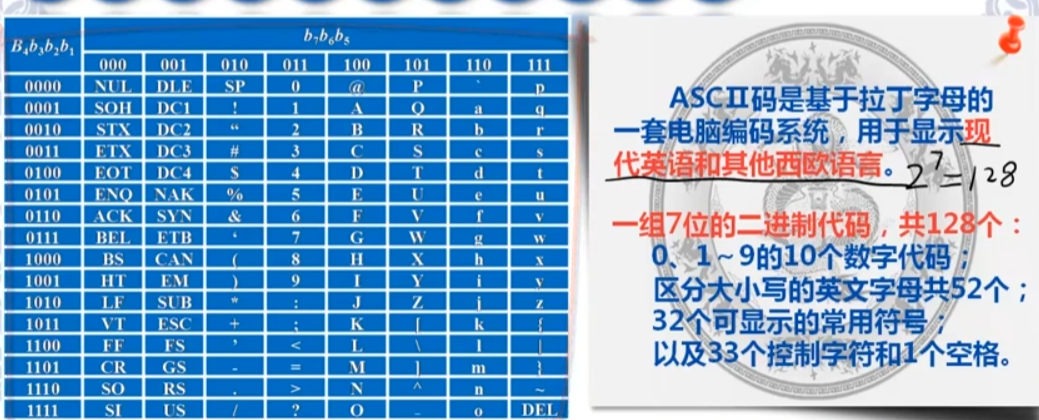 B₄b₃b₂b₁ b₇b₆b₅
000 001 010 011 100 101 110 111
0000 NUL DLE SP 0 @ P ` p
0001 SOH DC1 ! 1 A Q a q
0010 STX DC2 “ 2 B R b r
0011 ETX DC3 # 3 C S c s
0100 EOT DC4 $ 4 D T d t
0101 ENQ NAK % 5 E U e u
0110 ACK SYN & 6 F V f v
0111 BEL ETB ‘ 7 G W g w
1000 BS CAN ( 8 H X h x
1001 HT EM ) 9 I Y i y
1010 LF SUB * : J Z j z
1011 VT ESC + ; K [ k {
1100 FF FS ’ < L \ l |
1101 CR GS - = M ] m }
1110 SO RS . > N ^ n ~
1111 SI US / ? O _ o DEL
ASCⅡ码是基于拉丁字母的
一套电脑编码系统，用于显示现
代英语和其他西欧语言。
2⁷=128
一组7位的二进制代码，共128个：
0、1～9的10个数字代码；
区分大小写的英文字母共52个；
32个可显示的常用符号；
以及33个控制字符和1个空格。